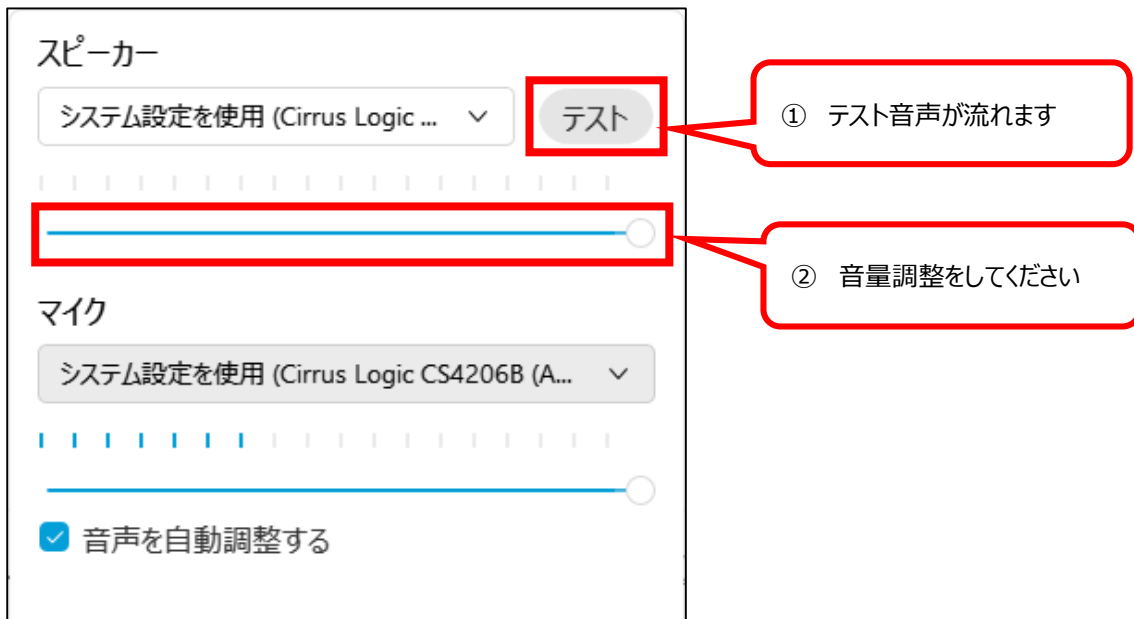 スピーカー
システム設定を使用 (Cirrus Logic ...
テスト
① テスト音声が流れます
② 音量調整をしてください
マイク
システム設定を使用 (Cirrus Logic CS4206B (A...
音声を自動調整する